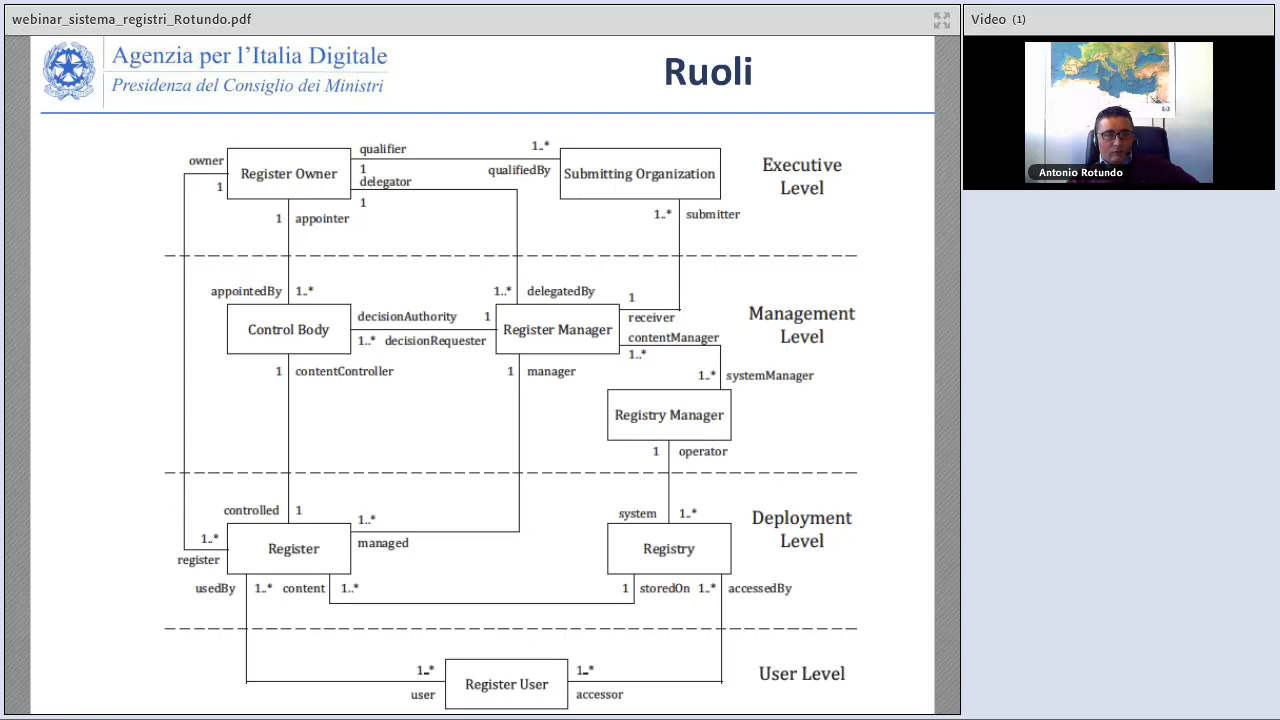 webinar_sistema_registri_Rotundo.pdf
Video (1)
Agenzia per l'Italia Digitale
Presidenza del Consiglio dei Ministri
Ruoli
Antonio Rotundo
owner
1
Register Owner
qualifier
1
delegator
1
1..*
qualifiedBy
Submitting Organization
Executive
Level
1 appointer
1..* submitter
appointedBy 1..*
1..* delegatedBy
Control Body
decisionAuthority 1
1..* decisionRequester
Register Manager
1
receiver
contentManager
1..*
Management
Level
1 contentController
1 manager
1..* systemManager
Registry Manager
1 operator
controlled 1
1..*
managed
system 1..*
Deployment
Level
1..*
register
Register
Registry
usedBy 1..* content 1..*
1 storedOn 1..* accessedBy
1..*
user
Register User
1..*
accessor
User Level